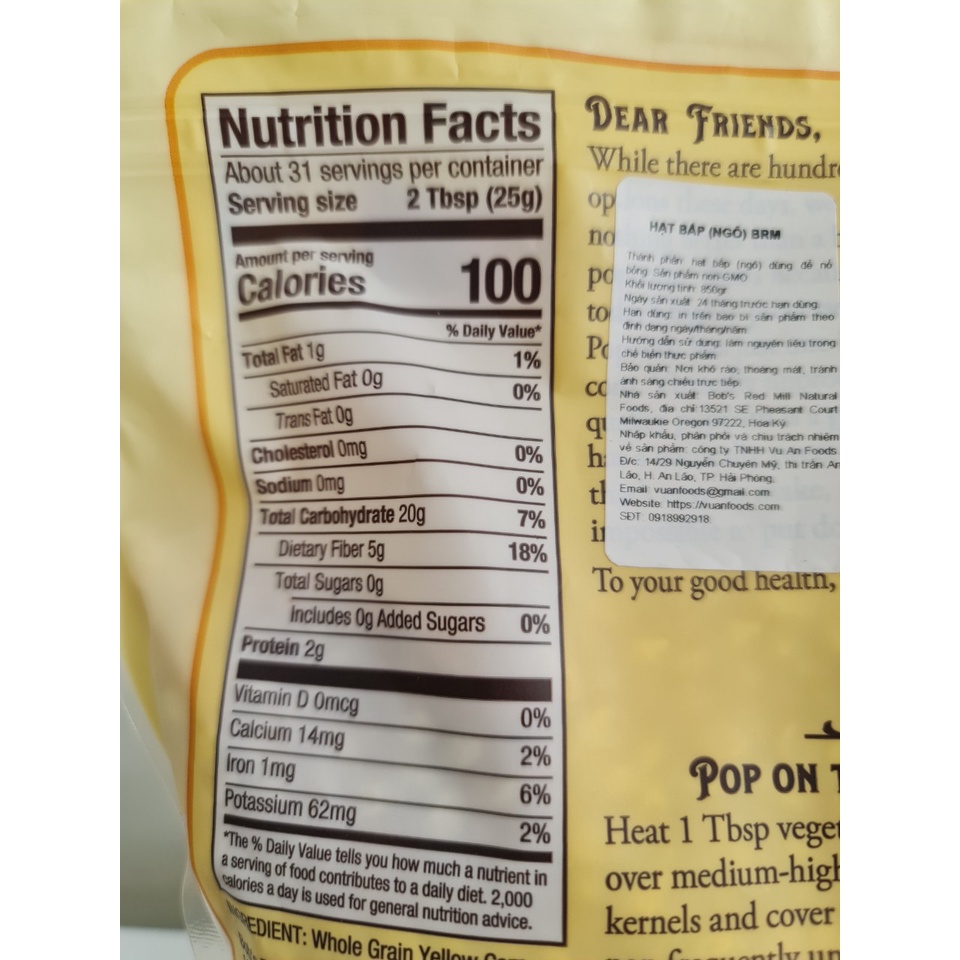 Nutrition Facts
About 31 servings per container
Serving size 2 Tbsp (25g)
Amount per serving
Calories 100
% Daily Value*
Total Fat 1g 1%
Saturated Fat 0g 0%
Trans Fat 0g
Cholesterol 0mg 0%
Sodium 0mg 0%
Total Carbohydrate 20g 7%
Dietary Fiber 5g 18%
Total Sugars 0g
Includes 0g Added Sugars 0%
Protein 2g
Vitamin D 0mcg 0%
Calcium 14mg 2%
Iron 1mg 6%
Potassium 62mg 2%
*The % Daily Value tells you how much a nutrient in
a serving of food contributes to a daily diet. 2,000
calories a day is used for general nutrition advice.
INGREDIENT: Whole Grain Yellow
DEAR FRIENDS,
While there are
HẠT BẮP (NGÔ) BRM
Thành phần: hạt bắp (ngô) dùng để nổ
bỏng. Sản phẩm non-GMO
Khối lượng tịnh: 850gr
Ngày sản xuất: 24 tháng trước hạn dùng.
Hạn dùng: in trên bao bì sản phẩm theo
định dạng ngày/tháng/năm
Hướng dẫn sử dụng: làm nguyên liệu trong
chế biến thực phẩm
Bảo quản: Nơi khô ráo, thoáng mát, tránh
ánh sáng chiếu trực tiếp.
Nhà sản xuất: Bob's Red Mill Natural
Foods, địa chỉ:13521 SE Pheasant Court
Milwaukie Oregon 97222, Hoa Kỳ.
Nhập khẩu, phân phối và chịu trách nhiệm
về sản phẩm: công ty TNHH Vu An Foods
Đ/c: 14/29 Nguyễn Chuyên Mỹ, thị trấn An
Lão, H. An Lão, TP. Hải Phòng.
Email: vuanfoods@gmail.com
Website: https://vuanfoods.com
SĐT: 0918992918
To your good health,
POP ON
Heat 1 Tbsp
over
kernels and cover
frequently